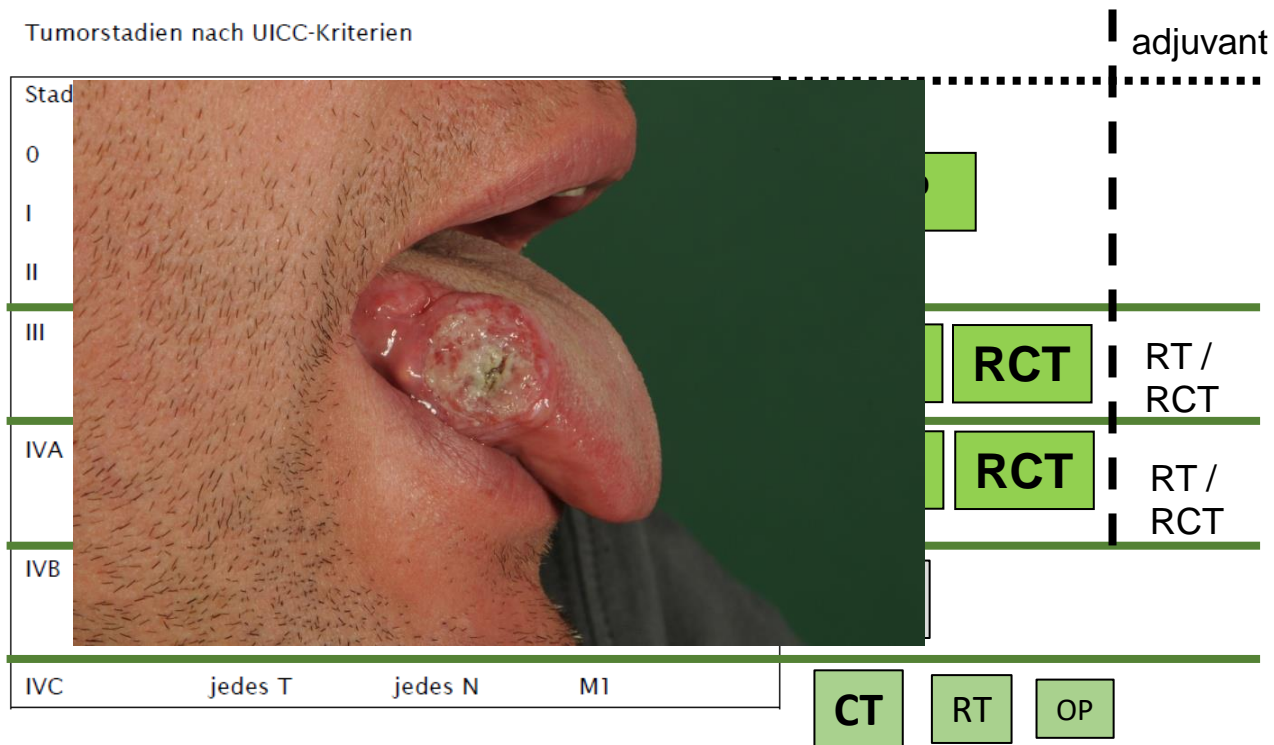 Tumorstadien nach UICC-Kriterien
adjuvant
0
I
II
III
RCT
RT /
RCT
IVA
RCT
RT /
RCT
IVB
IVC jedes T jedes N M1
CT RT OP